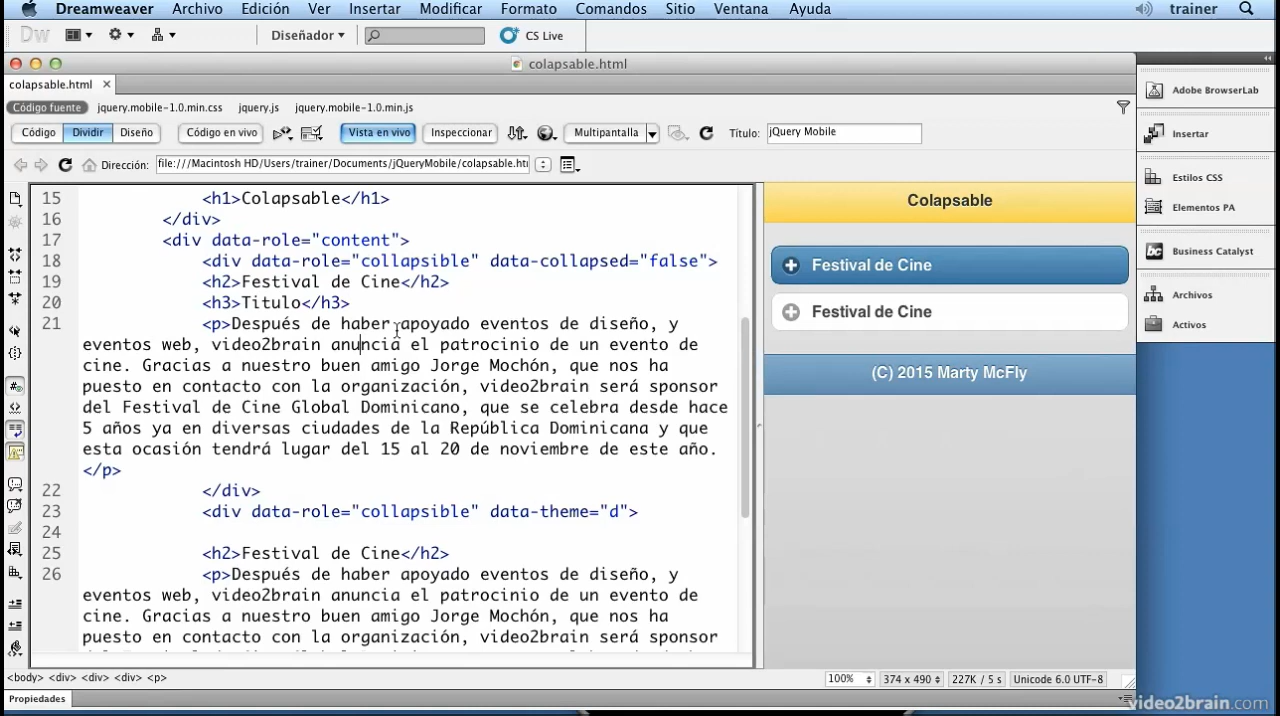 Dreamweaver Archivo Edición Ver Insertar Modificar Formato Comandos Sitio Ventana Ayuda trainer
Dw Diseñador CS Live
colapsable.html
colapsable.html
Código fuente jquery.mobile-1.0.min.css jquery.js jquery.mobile-1.0.min.js
Código Dividir Diseño Código en vivo Vista en vivo Inspeccionar Multipantalla Título: jQuery Mobile
Dirección: file:///Macintosh HD/Users/trainer/Documents/jQueryMobile/colapsable.ht
15 <h1>Colapsable</h1>
16 </div>
17 <div data-role="content">
18 <div data-role="collapsible" data-collapsed="false">
19 <h2>Festival de Cine</h2>
20 <h3>Titulo</h3>
21 <p>Después de haber apoyado eventos de diseño, y
eventos web, video2brain anuncia el patrocinio de un evento de
cine. Gracias a nuestro buen amigo Jorge Mochón, que nos ha
puesto en contacto con la organización, video2brain será sponsor
del Festival de Cine Global Dominicano, que se celebra desde hace
5 años ya en diversas ciudades de la República Dominicana y que
esta ocasión tendrá lugar del 15 al 20 de noviembre de este año.
</p>
22 </div>
23 <div data-role="collapsible" data-theme="d">
24
25 <h2>Festival de Cine</h2>
26 <p>Después de haber apoyado eventos de diseño, y
eventos web, video2brain anuncia el patrocinio de un evento de
cine. Gracias a nuestro buen amigo Jorge Mochón, que nos ha
puesto en contacto con la organización, video2brain será sponsor
Colapsable
Festival de Cine
Festival de Cine
(C) 2015 Marty McFly
Adobe BrowserLab
Insertar
Estilos CSS
Elementos PA
Business Catalyst
Archivos
Activos
<body> <div> <div> <div> <p> 100% 374 x 490 227K / 5 s Unicode 6.0 UTF-8
Propiedades
video2brain.com